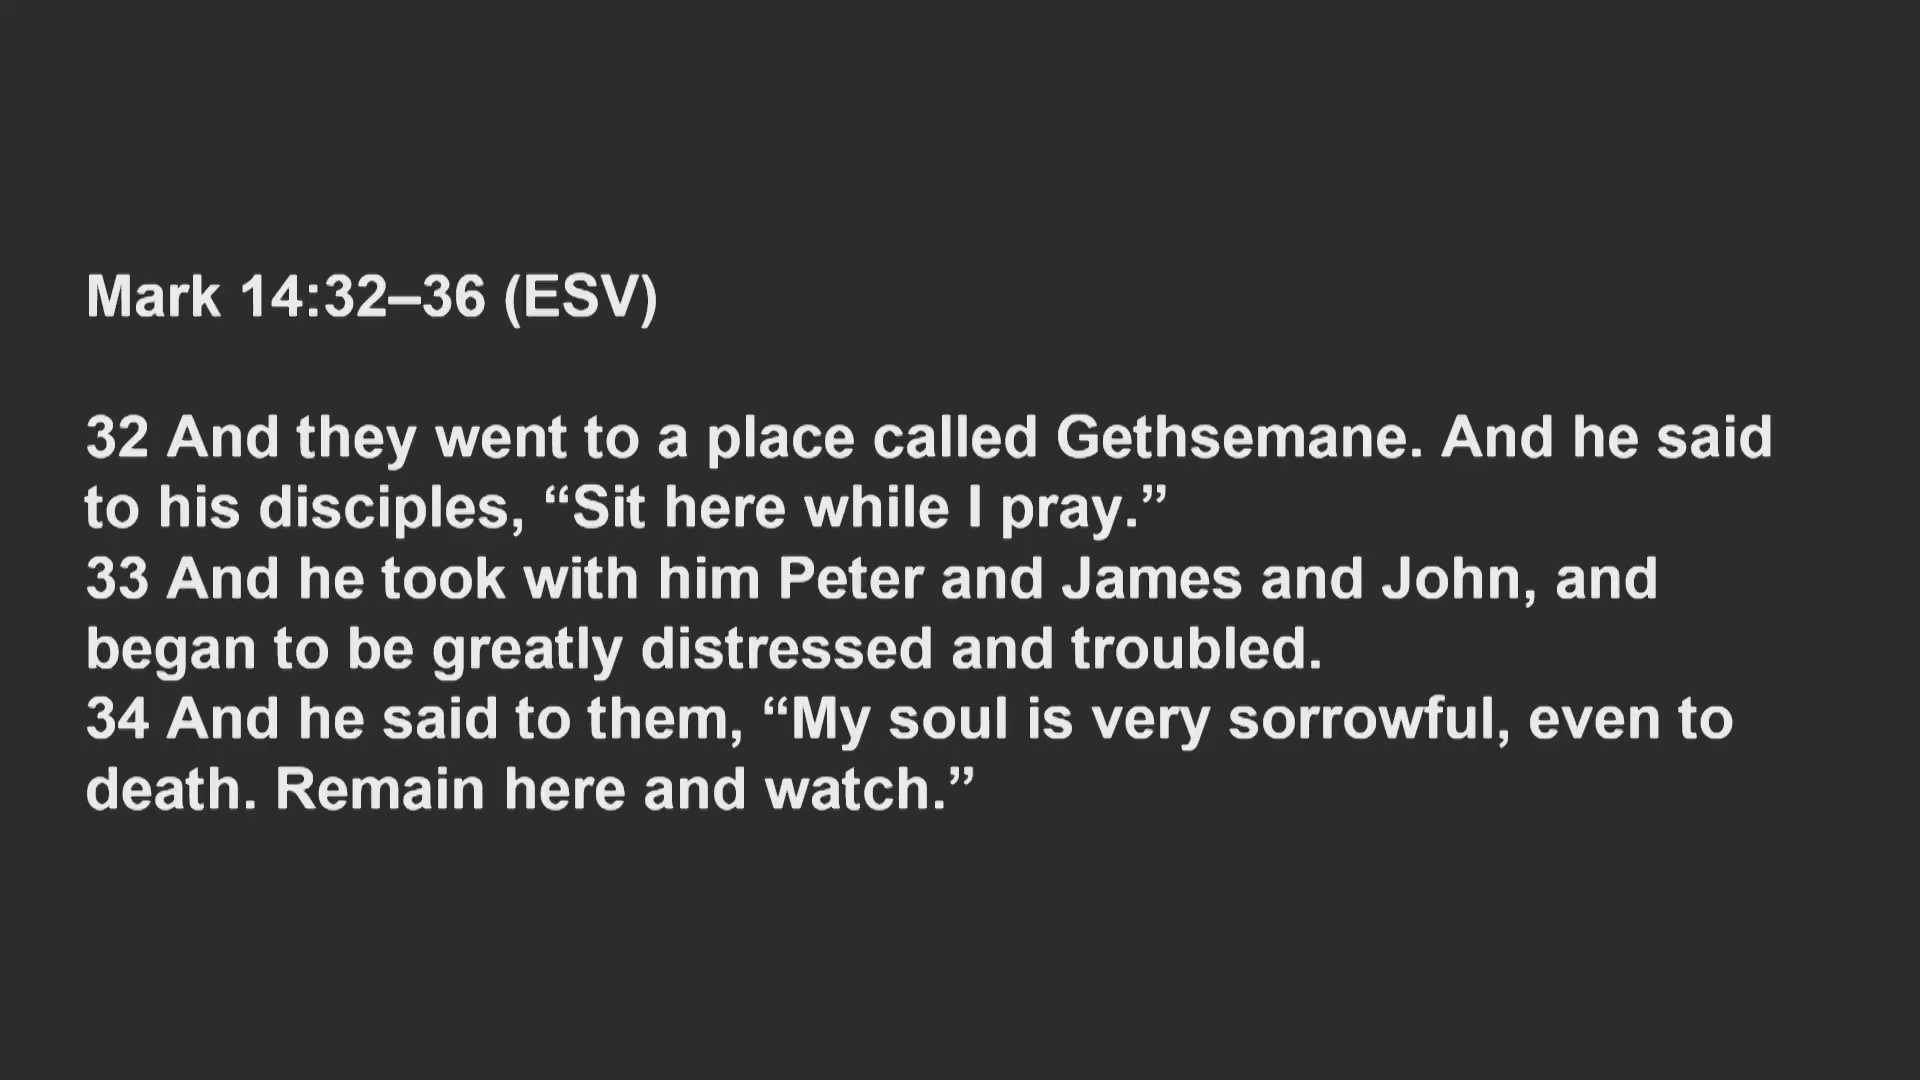 Mark 14:32–36 (ESV)
32 And they went to a place called Gethsemane. And he said
to his disciples, “Sit here while I pray.”
33 And he took with him Peter and James and John, and
began to be greatly distressed and troubled.
34 And he said to them, “My soul is very sorrowful, even to
death. Remain here and watch.”